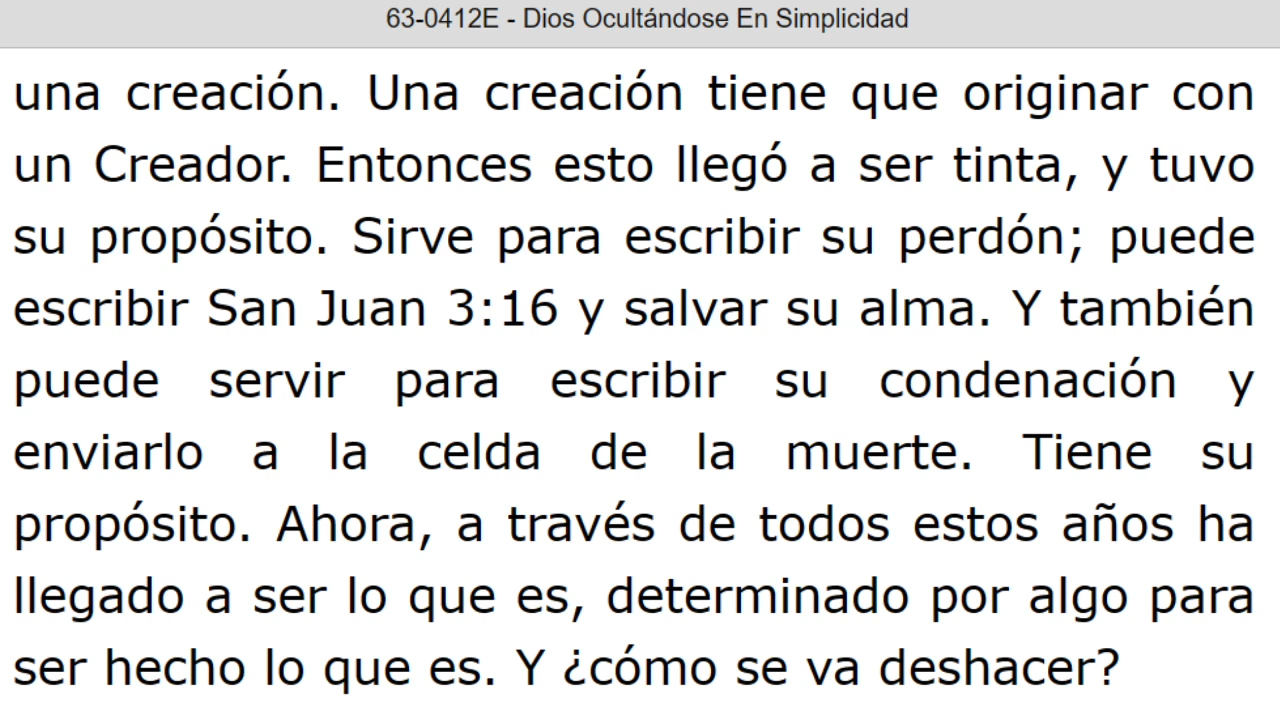 63-0412E - Dios Ocultándose En Simplicidad
una creación. Una creación tiene que originar con
un Creador. Entonces esto llegó a ser tinta, y tuvo
su propósito. Sirve para escribir su perdón; puede
escribir San Juan 3:16 y salvar su alma. Y también
puede servir para escribir su condenación y
enviarlo a la celda de la muerte. Tiene su
propósito. Ahora, a través de todos estos años ha
llegado a ser lo que es, determinado por algo para
ser hecho lo que es. Y ¿cómo se va deshacer?